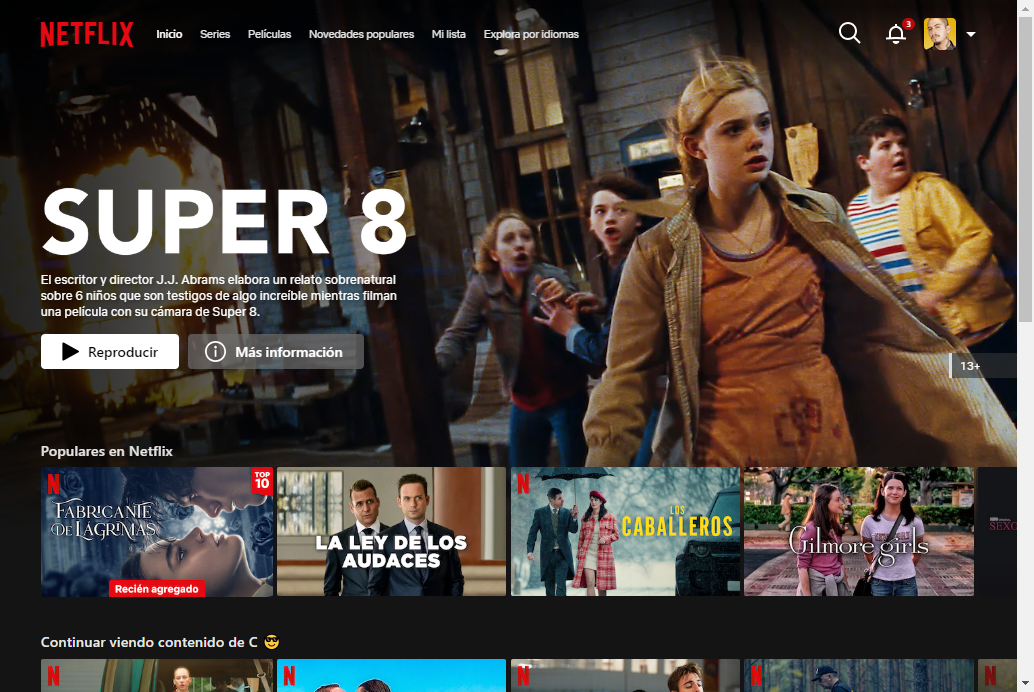 NETFLIX
Inicio Series Películas Novedades populares Mi lista Explora por idiomas
3
SUPER 8
El escritor y director J.J. Abrams elabora un relato sobrenatural
sobre 6 niños que son testigos de algo increíble mientras filman
una película con su cámara de Super 8.
Reproducir Más información
13+
Populares en Netflix
N
TOP
10
FABRICANTE
DE LÁGRIMAS
Recién agregado
LA LEY DE LOS
AUDACES
N
LOS
CABALLEROS
Gilmore girls
Continuar viendo contenido de C 😎
N
N
N
N
N